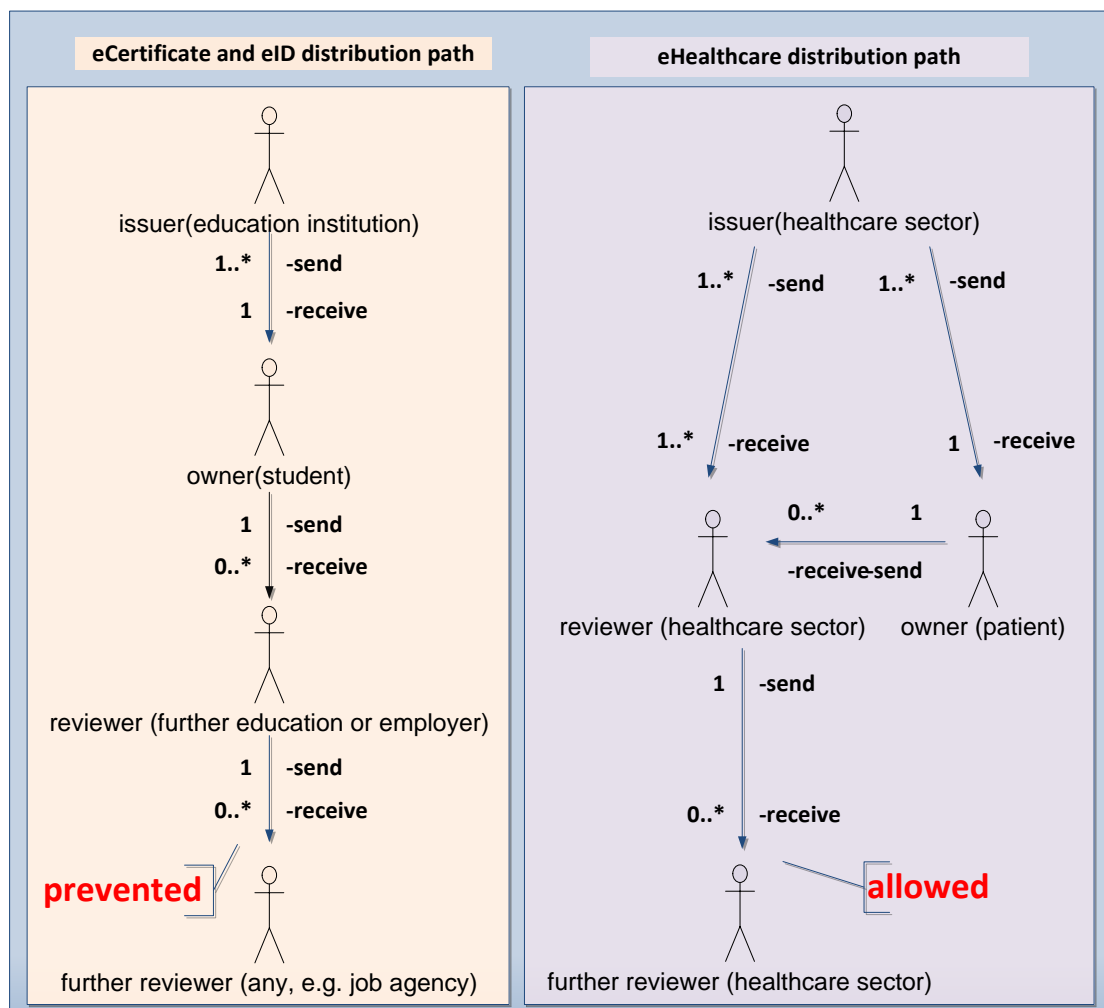 eCertificate and eID distribution path
issuer(education institution)
1..* -send
1 -receive
owner(student)
1 -send
0..* -receive
reviewer (further education or employer)
1 -send
0..* -receive
prevented
further reviewer (any, e.g. job agency)
eHealthcare distribution path
issuer(healthcare sector)
1..* -send 1..* -send
1..* -receive 1 -receive
0..* 1
-receive-send
reviewer (healthcare sector) owner (patient)
1 -send
0..* -receive
allowed
further reviewer (healthcare sector)